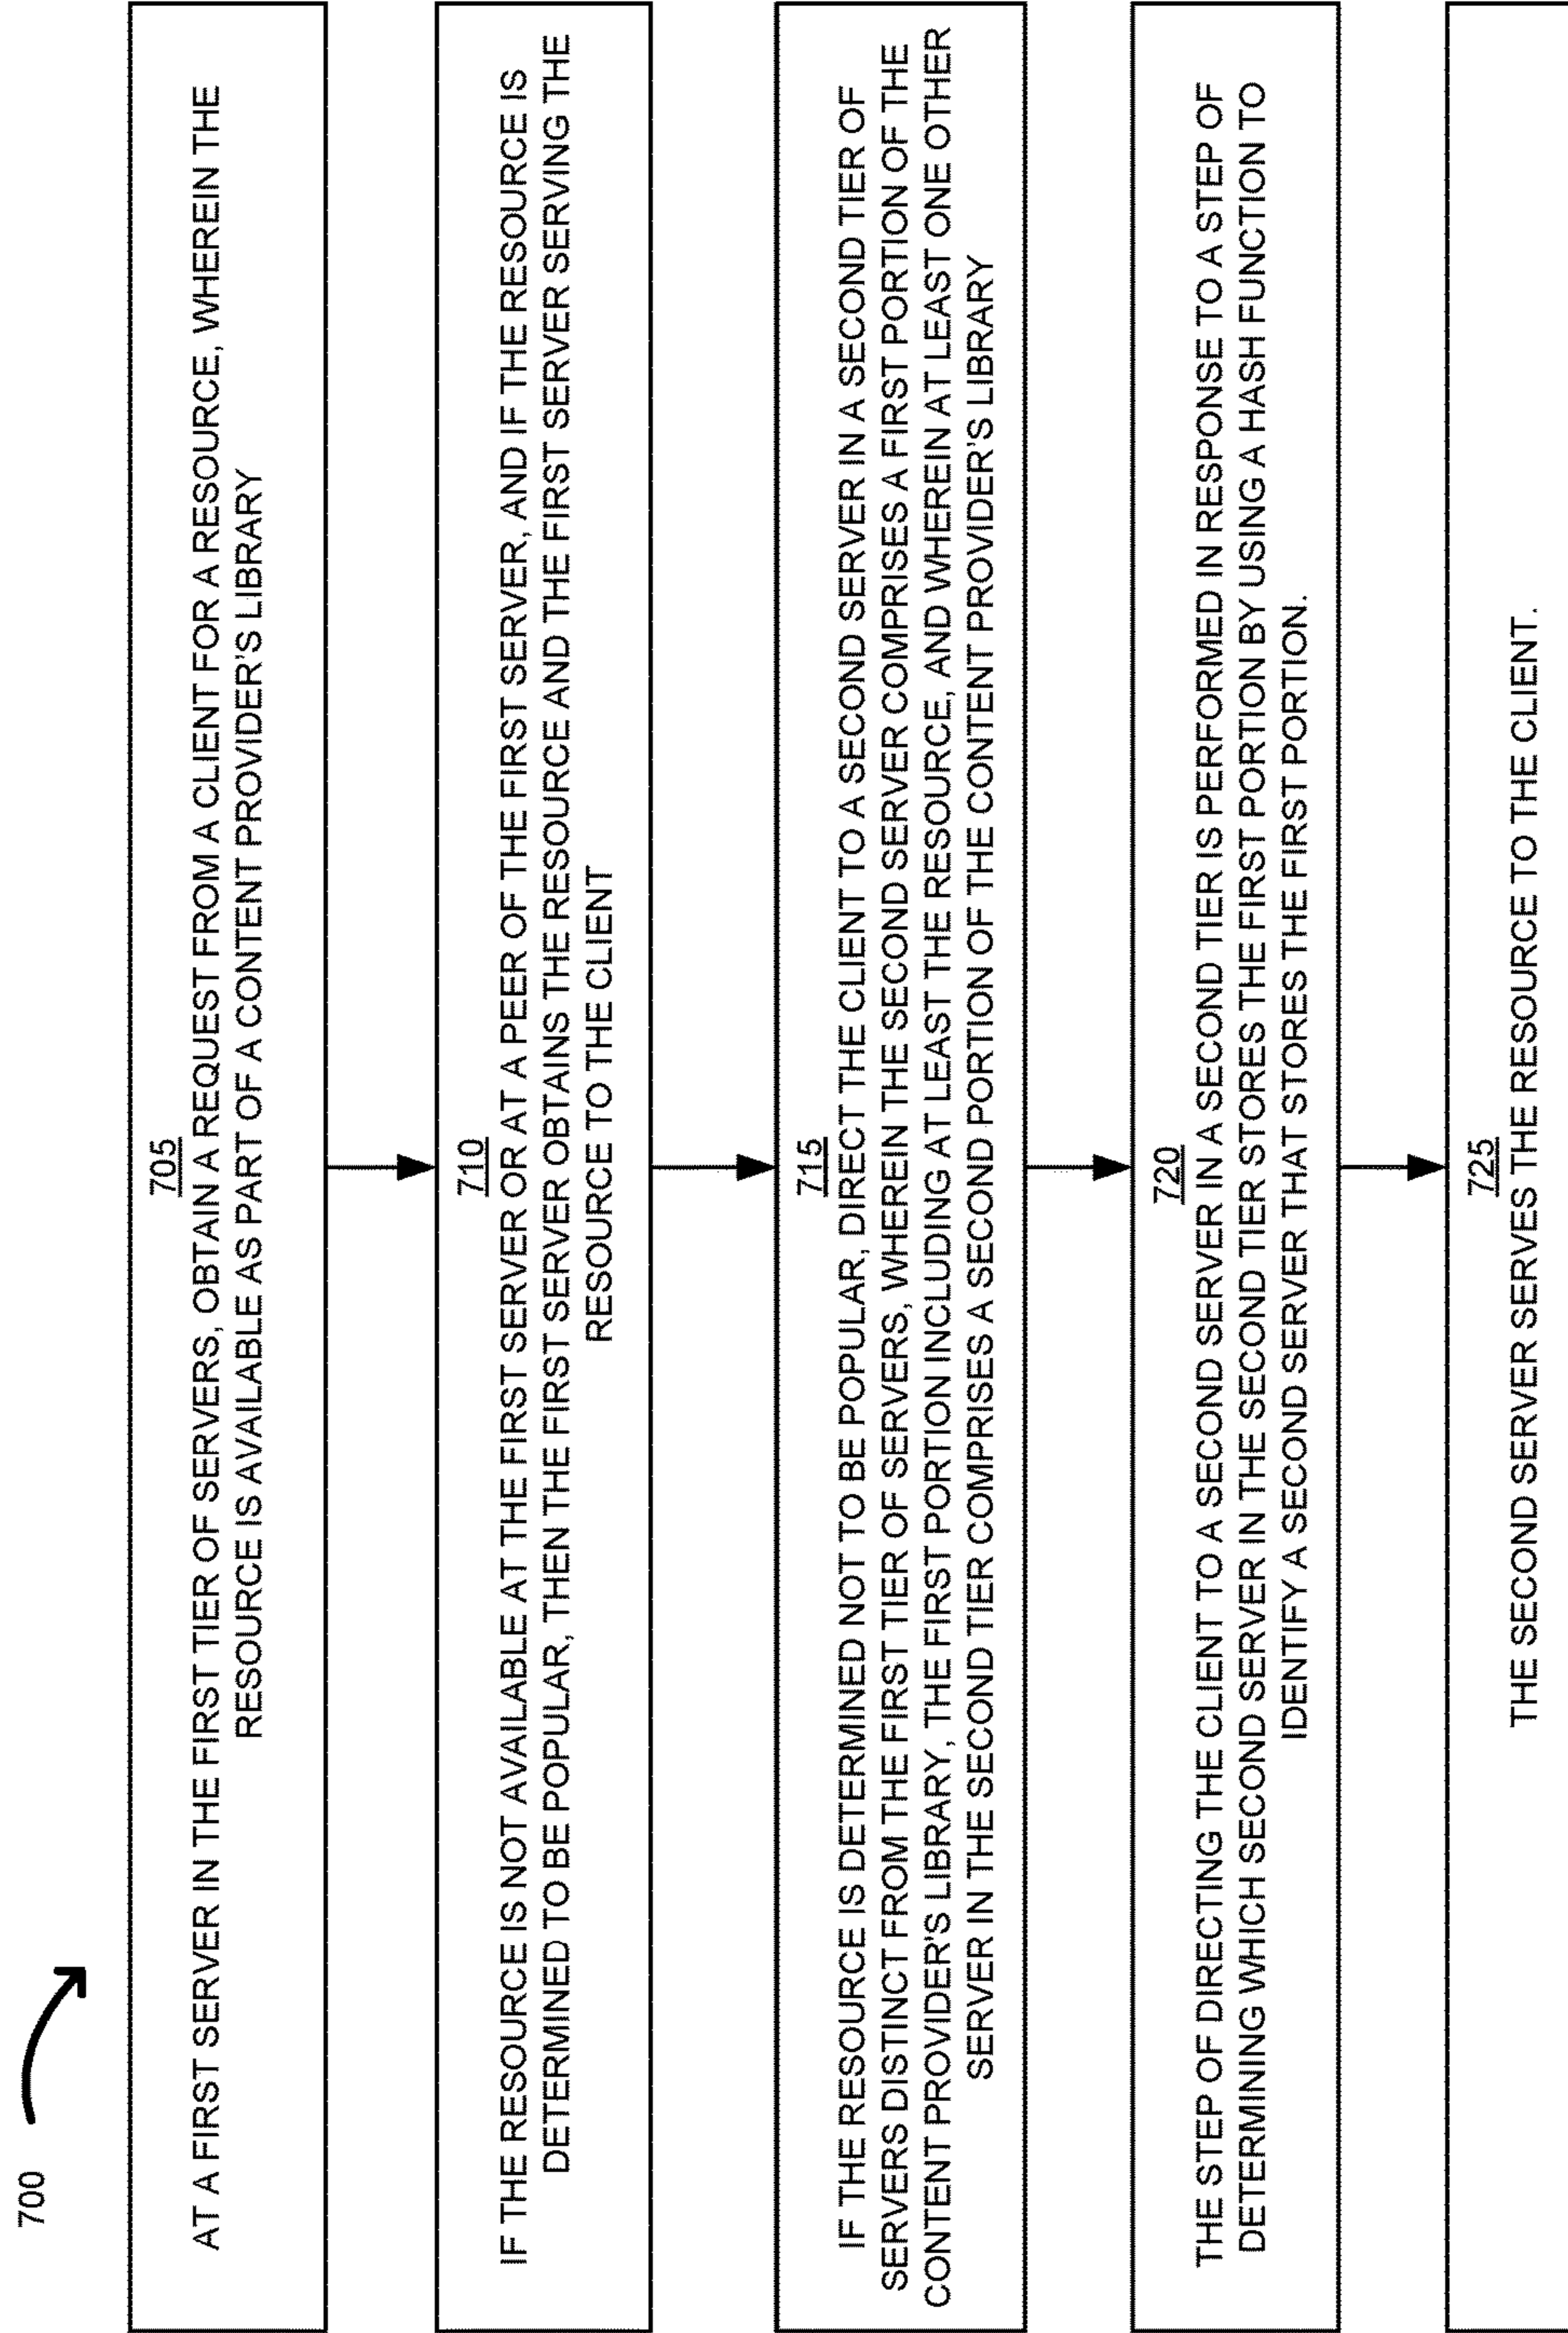 700
705
AT A FIRST SERVER IN THE FIRST TIER OF SERVERS, OBTAIN A REQUEST FROM A CLIENT FOR A RESOURCE, WHEREIN THE
RESOURCE IS AVAILABLE AS PART OF A CONTENT PROVIDER'S LIBRARY
710
IF THE RESOURCE IS NOT AVAILABLE AT THE FIRST SERVER OR AT A PEER OF THE FIRST SERVER, AND IF THE RESOURCE IS
DETERMINED TO BE POPULAR, THEN THE FIRST SERVER OBTAINS THE RESOURCE AND THE FIRST SERVER SERVING THE
RESOURCE TO THE CLIENT
715
IF THE RESOURCE IS DETERMINED NOT TO BE POPULAR, DIRECT THE CLIENT TO A SECOND SERVER IN A SECOND TIER OF
SERVERS DISTINCT FROM THE FIRST TIER OF SERVERS, WHEREIN THE SECOND SERVER COMPRISES A FIRST PORTION OF THE
CONTENT PROVIDER'S LIBRARY, THE FIRST PORTION INCLUDING AT LEAST THE RESOURCE, AND WHEREIN AT LEAST ONE OTHER
SERVER IN THE SECOND TIER COMPRISES A SECOND PORTION OF THE CONTENT PROVIDER'S LIBRARY
720
THE STEP OF DIRECTING THE CLIENT TO A SECOND SERVER IN A SECOND TIER IS PERFORMED IN RESPONSE TO A STEP OF
DETERMINING WHICH SECOND SERVER IN THE SECOND TIER STORES THE FIRST PORTION BY USING A HASH FUNCTION TO
IDENTIFY A SECOND SERVER THAT STORES THE FIRST PORTION.
725
THE SECOND SERVER SERVES THE RESOURCE TO THE CLIENT.